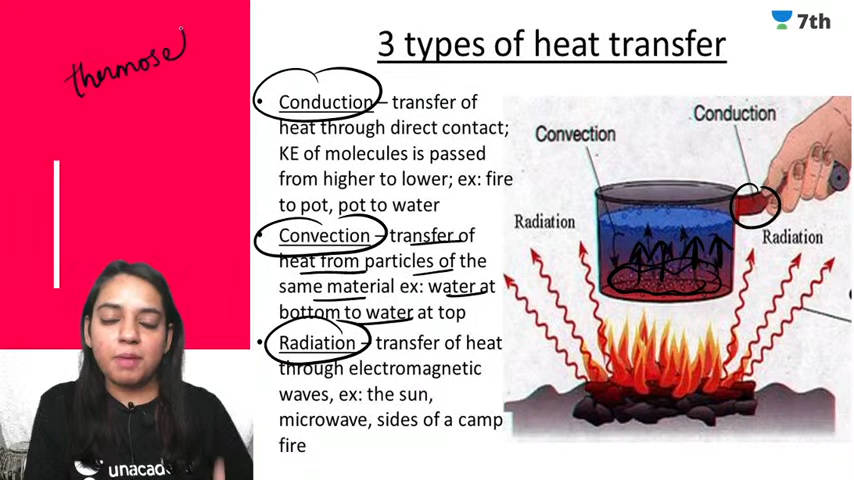 7th
thermose
3 types of heat transfer
• Conduction – transfer of
heat through direct contact;
KE of molecules is passed
from higher to lower; ex: fire
to pot, pot to water
• Convection – transfer of
heat from particles of the
same material ex: water at
bottom to water at top
• Radiation – transfer of heat
through electromagnetic
waves, ex: the sun,
microwave, sides of a camp
fire
Conduction
Convection
Radiation
Radiation